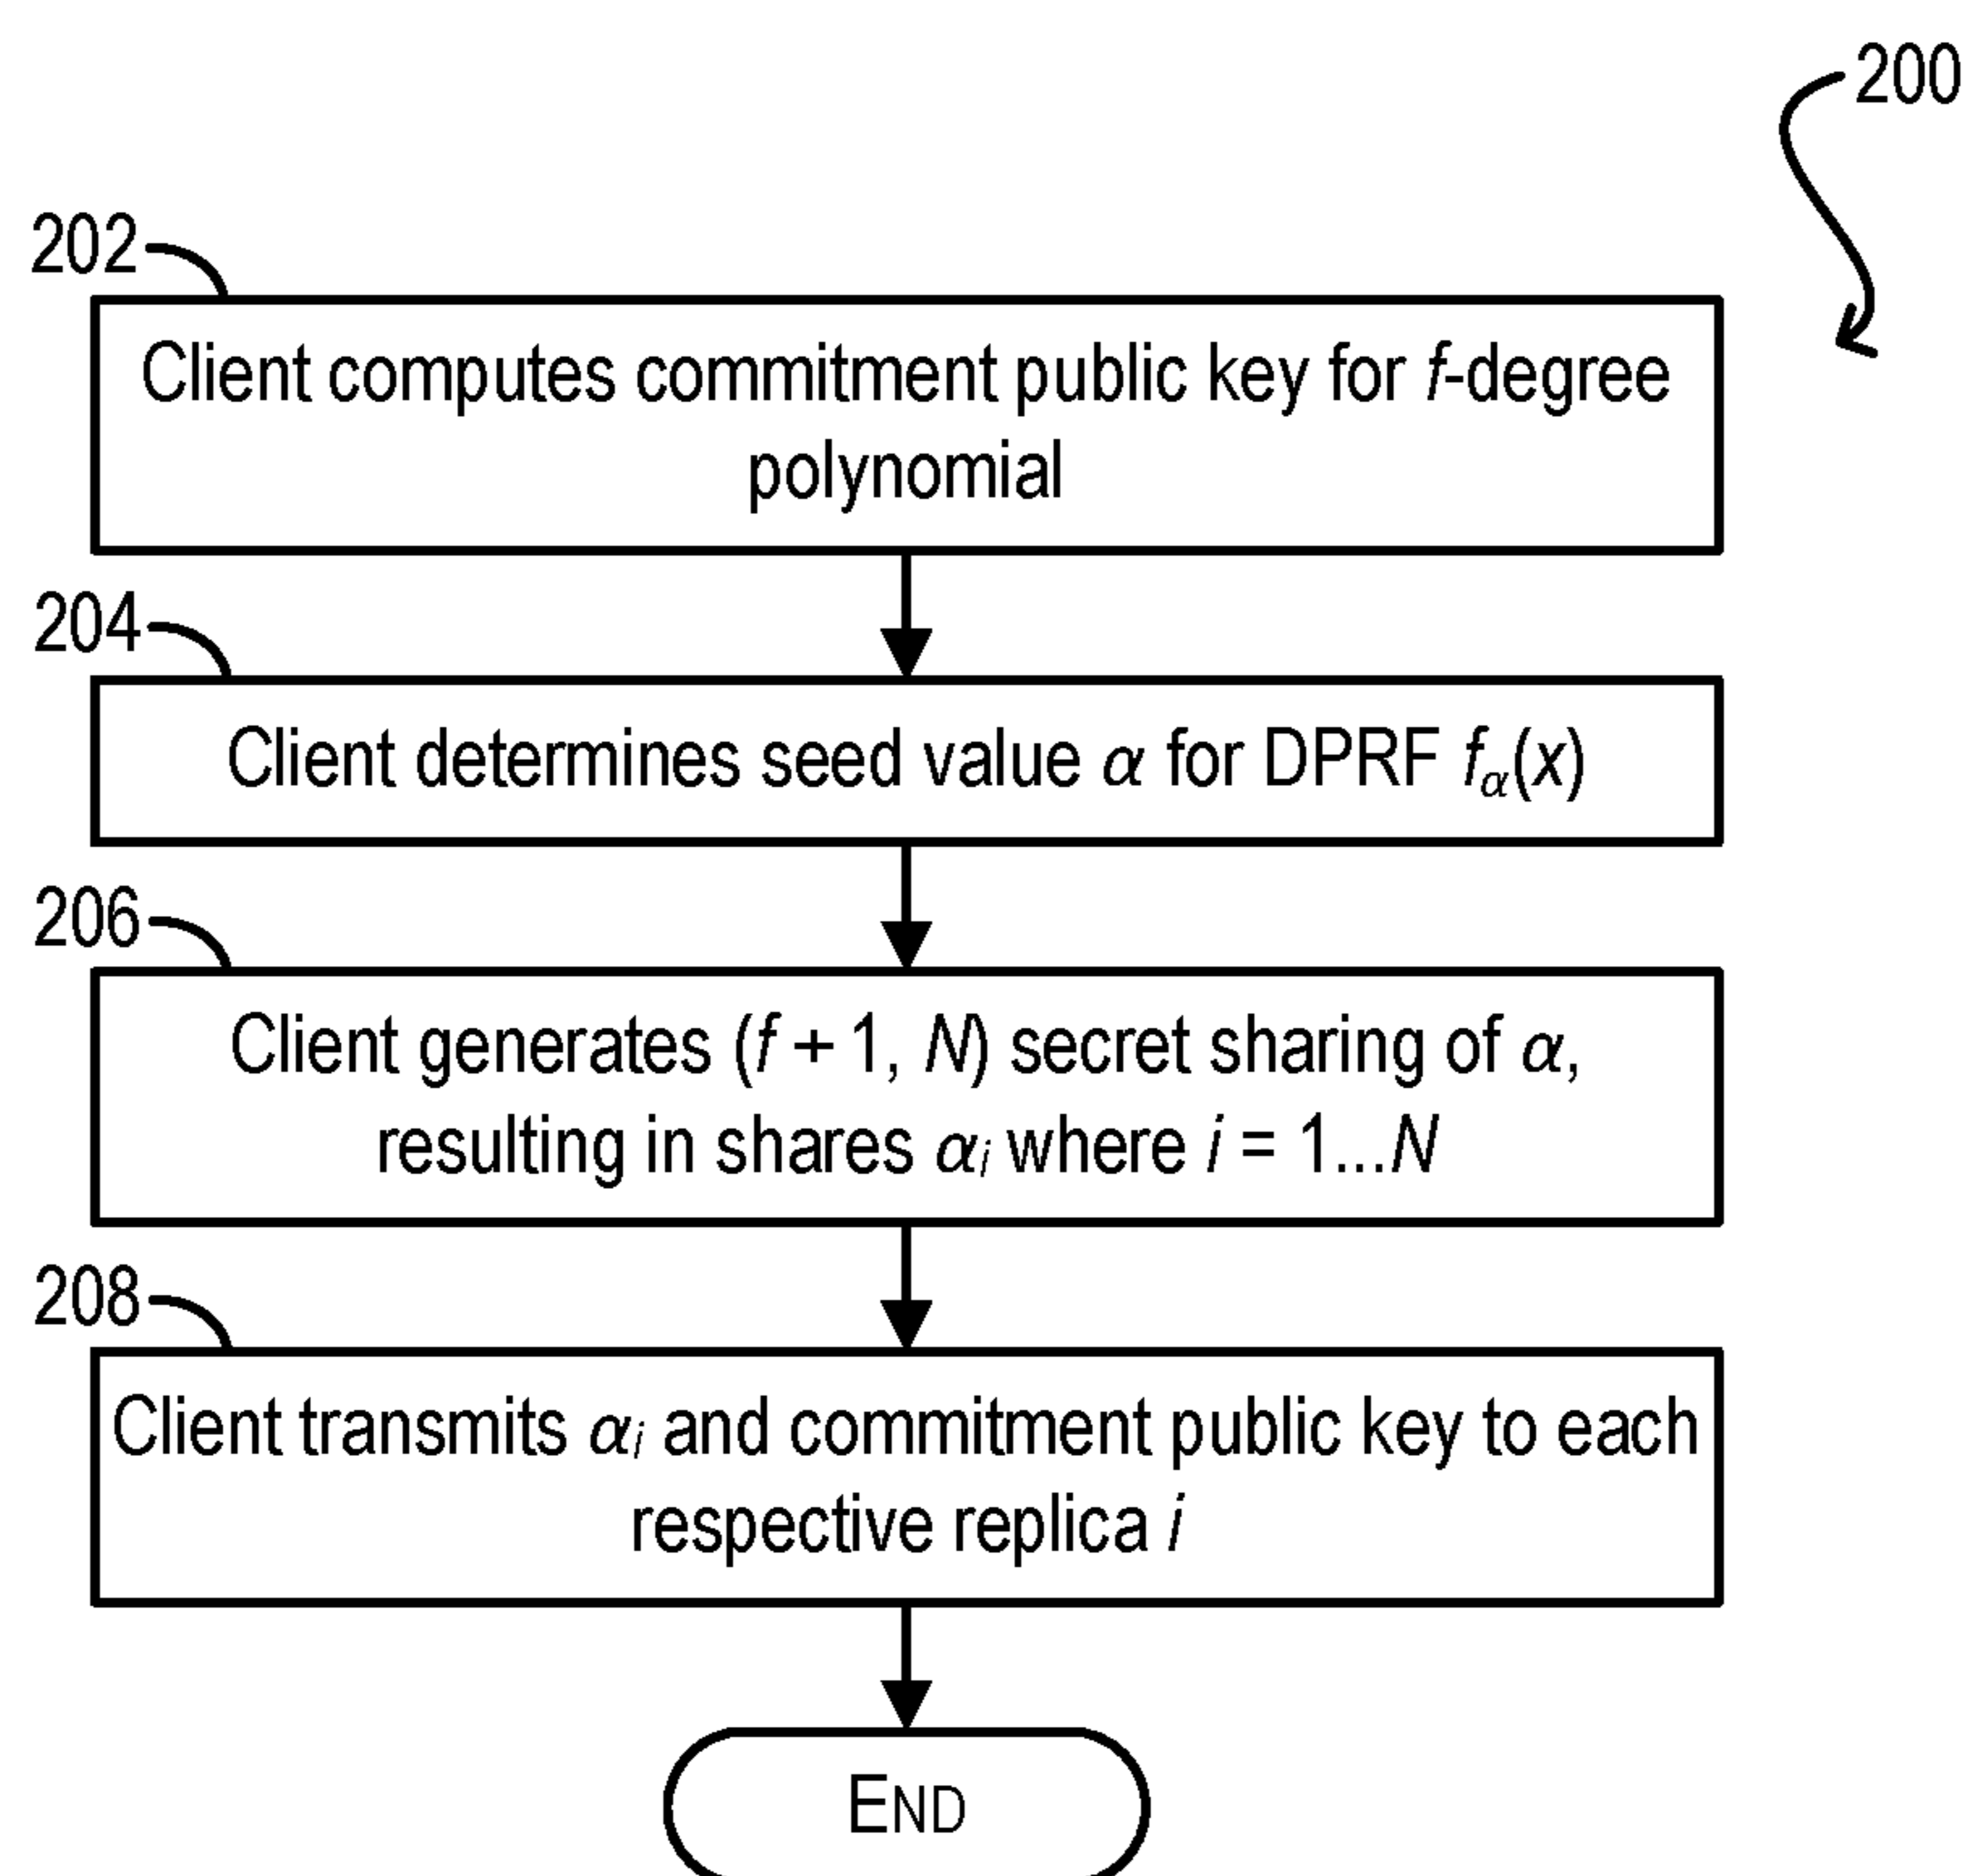 200
202
Client computes commitment public key for f-degree
polynomial
204
Client determines seed value α for DPRF fα(x)
206
Client generates (f + 1, N) secret sharing of α,
resulting in shares αi where i = 1...N
208
Client transmits αi and commitment public key to each
respective replica i
END